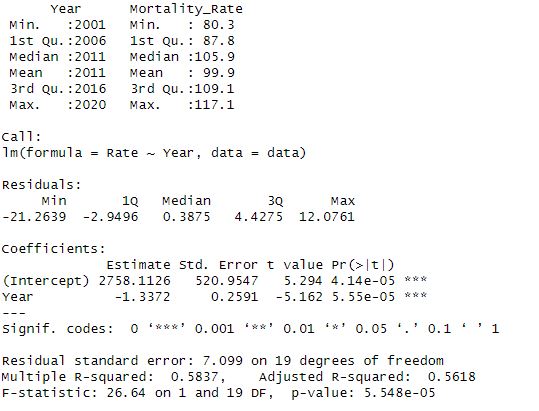 Year Mortality_Rate
Min. :2001 Min. : 80.3
1st Qu.:2006 1st Qu.: 87.8
Median :2011 Median :105.9
Mean :2011 Mean : 99.9
3rd Qu.:2016 3rd Qu.:109.1
Max. :2020 Max. :117.1
Call:
lm(formula = Rate ~ Year, data = data)
Residuals:
Min 1Q Median 3Q Max
-21.2639 -2.9496 0.3875 4.4275 12.0761
Coefficients:
Estimate Std. Error t value Pr(>|t|)
(Intercept) 2758.1126 520.9547 5.294 4.14e-05 ***
Year -1.3372 0.2591 -5.162 5.55e-05 ***
---
Signif. codes: 0 ‘***’ 0.001 ‘**’ 0.01 ‘*’ 0.05 ‘.’ 0.1 ‘ ’ 1
Residual standard error: 7.099 on 19 degrees of freedom
Multiple R-squared: 0.5837, Adjusted R-squared: 0.5618
F-statistic: 26.64 on 1 and 19 DF, p-value: 5.548e-05